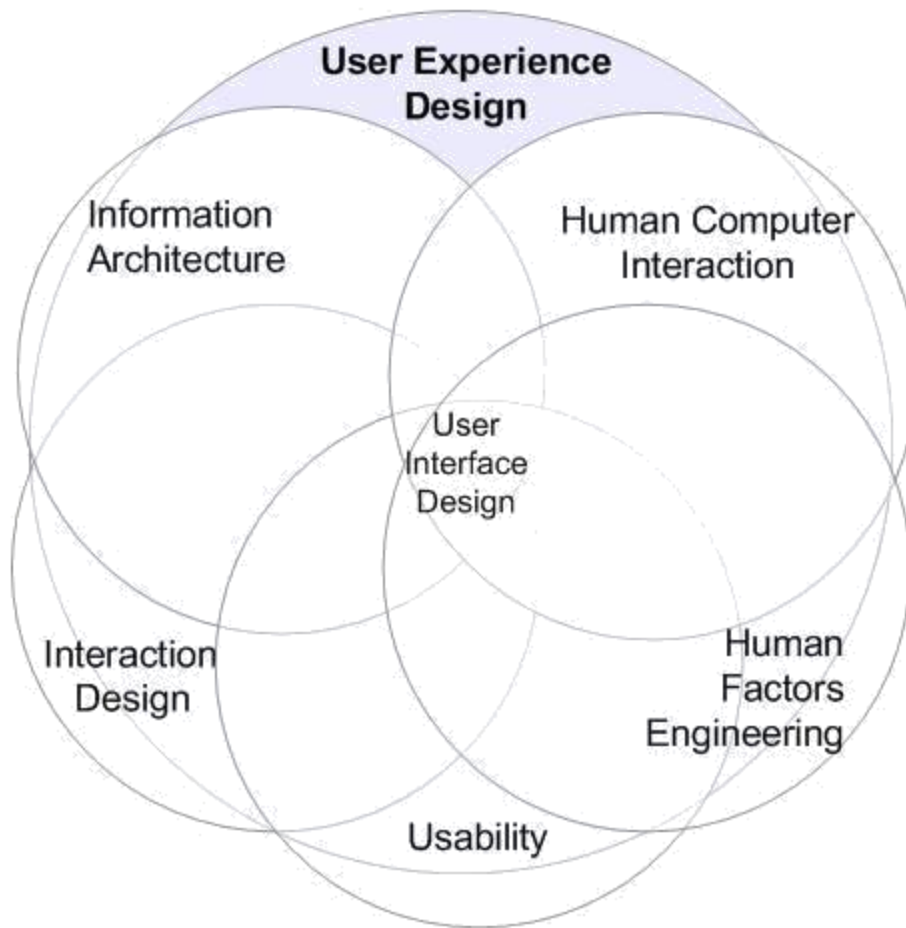 User Experience
Design
Information
Architecture
Human Computer
Interaction
User
Interface
Design
Interaction
Design
Human
Factors
Engineering
Usability